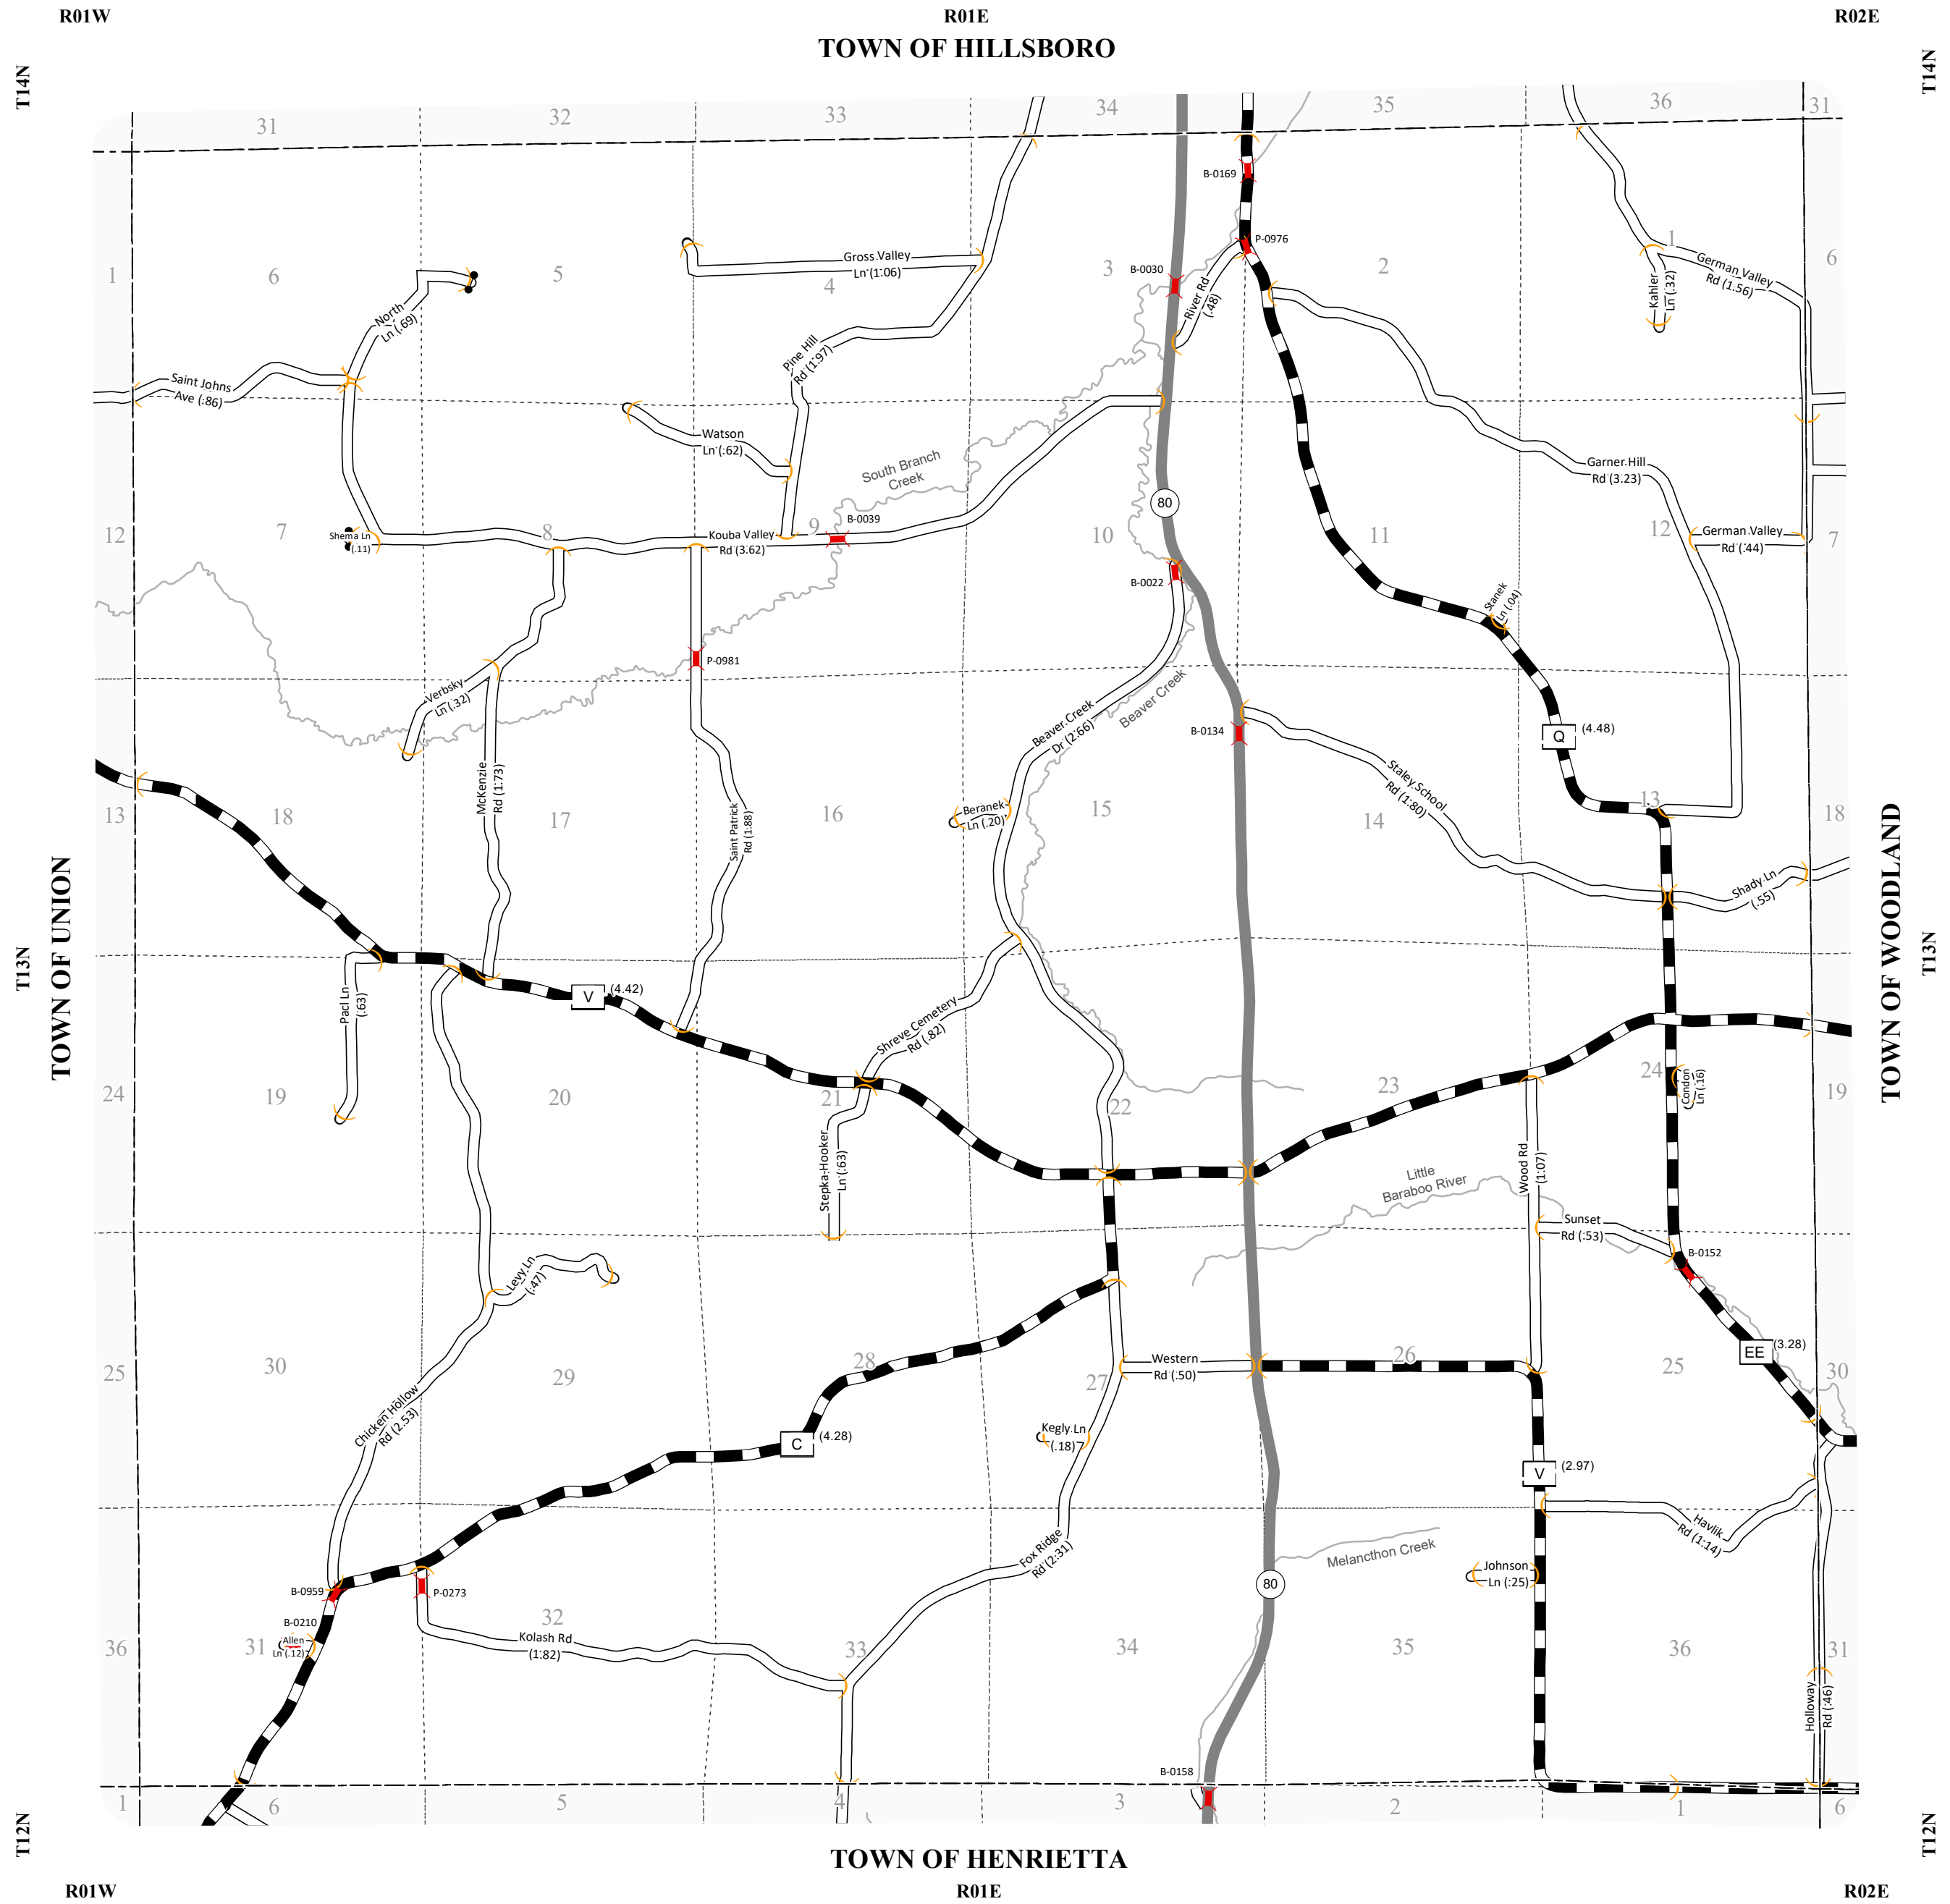 R01W
R01E
R02E
TOWN OF HILLSBORO
T14N
T14N
31
32
33
34
35
36
31
B-0169
P-0976
1
6
5
Gross Valley
Ln (1.06)
4
3
B-0030
2
1
German Valley
Rd (1.56)
6
River Rd
(.48)
Kahler
Ln (.32)
North
Ln (.69)
Pine Hill
Rd (1.97)
Saint Johns
Ave (.86)
Watson
Ln (.62)
South Branch
Creek
Garner Hill
Rd (3.23)
80
12
7
Shema Ln
(.11)
8
Kouba Valley
Rd (3.62)
9
B-0039
10
11
12
German Valley
Rd (.44)
7
B-0022
Stanek
Ln (.04)
P-0981
Verbsky
Ln (.32)
Beaver Creek
Dr (2.66)
Beaver Creek
B-0134
Q
(4.48)
McKenzie
Rd (1.73)
Staley School
Rd (1.80)
13
18
17
Saint Patrick
Rd (1.88)
16
Beranek
Ln (.20)
15
14
13
18
TOWN OF UNION
TOWN OF WOODLAND
Shady Ln
(.55)
T13N
T13N
Pacl Ln
(.63)
V
(4.42)
Shreve Cemetery
Rd (.82)
24
19
20
21
22
23
24
Condon
Ln (.16)
19
Stepka-Hooker
Ln (.63)
Wood Rd
(1.07)
Little
Baraboo River
Sunset
Rd (.53)
B-0152
Levy Ln
(.47)
EE
(3.28)
25
30
29
28
27
Western
Rd (.50)
26
25
30
Chicken Hollow
Rd (2.53)
C
(4.28)
Kegly Ln
(.18)
V
(2.97)
Havlik
Rd (1.14)
Fox Ridge
Rd (2.31)
Melancthon Creek
Johnson
Ln (.25)
80
B-0959
P-0273
B-0210
Allen
Ln (.12)
36
31
32
Kolash Rd
(1.82)
33
34
35
36
31
Holloway
Rd (.46)
B-0158
1
6
5
4
3
2
1
6
T12N
T12N
TOWN OF HENRIETTA
R01W
R01E
R02E